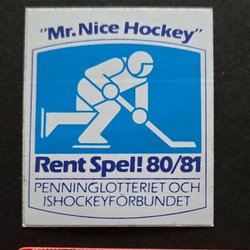 "Mr. Nice Hockey"
Rent Spel! 80/81
PENNINGLOTTERIET OCH
ISHOCKEYFÖRBUNDET